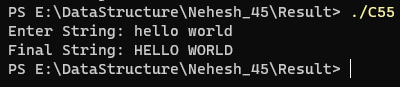 PS E:\DataStructure\Nehesh_45\Result> ./C55
Enter String: hello world
Final String: HELLO WORLD
PS E:\DataStructure\Nehesh_45\Result>